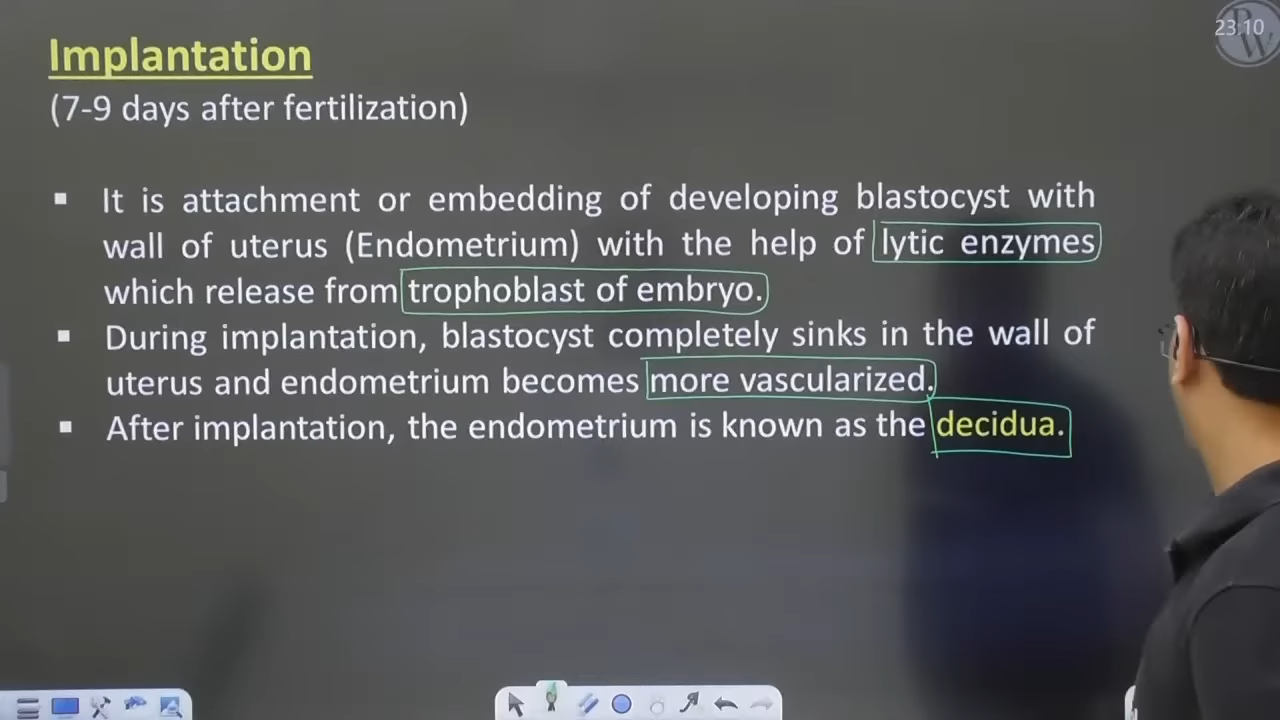 23:10
PW
Implantation
(7-9 days after fertilization)
▪ It is attachment or embedding of developing blastocyst with
wall of uterus (Endometrium) with the help of lytic enzymes
which release from trophoblast of embryo.
▪ During implantation, blastocyst completely sinks in the wall of
uterus and endometrium becomes more vascularized.
▪ After implantation, the endometrium is known as the decidua.